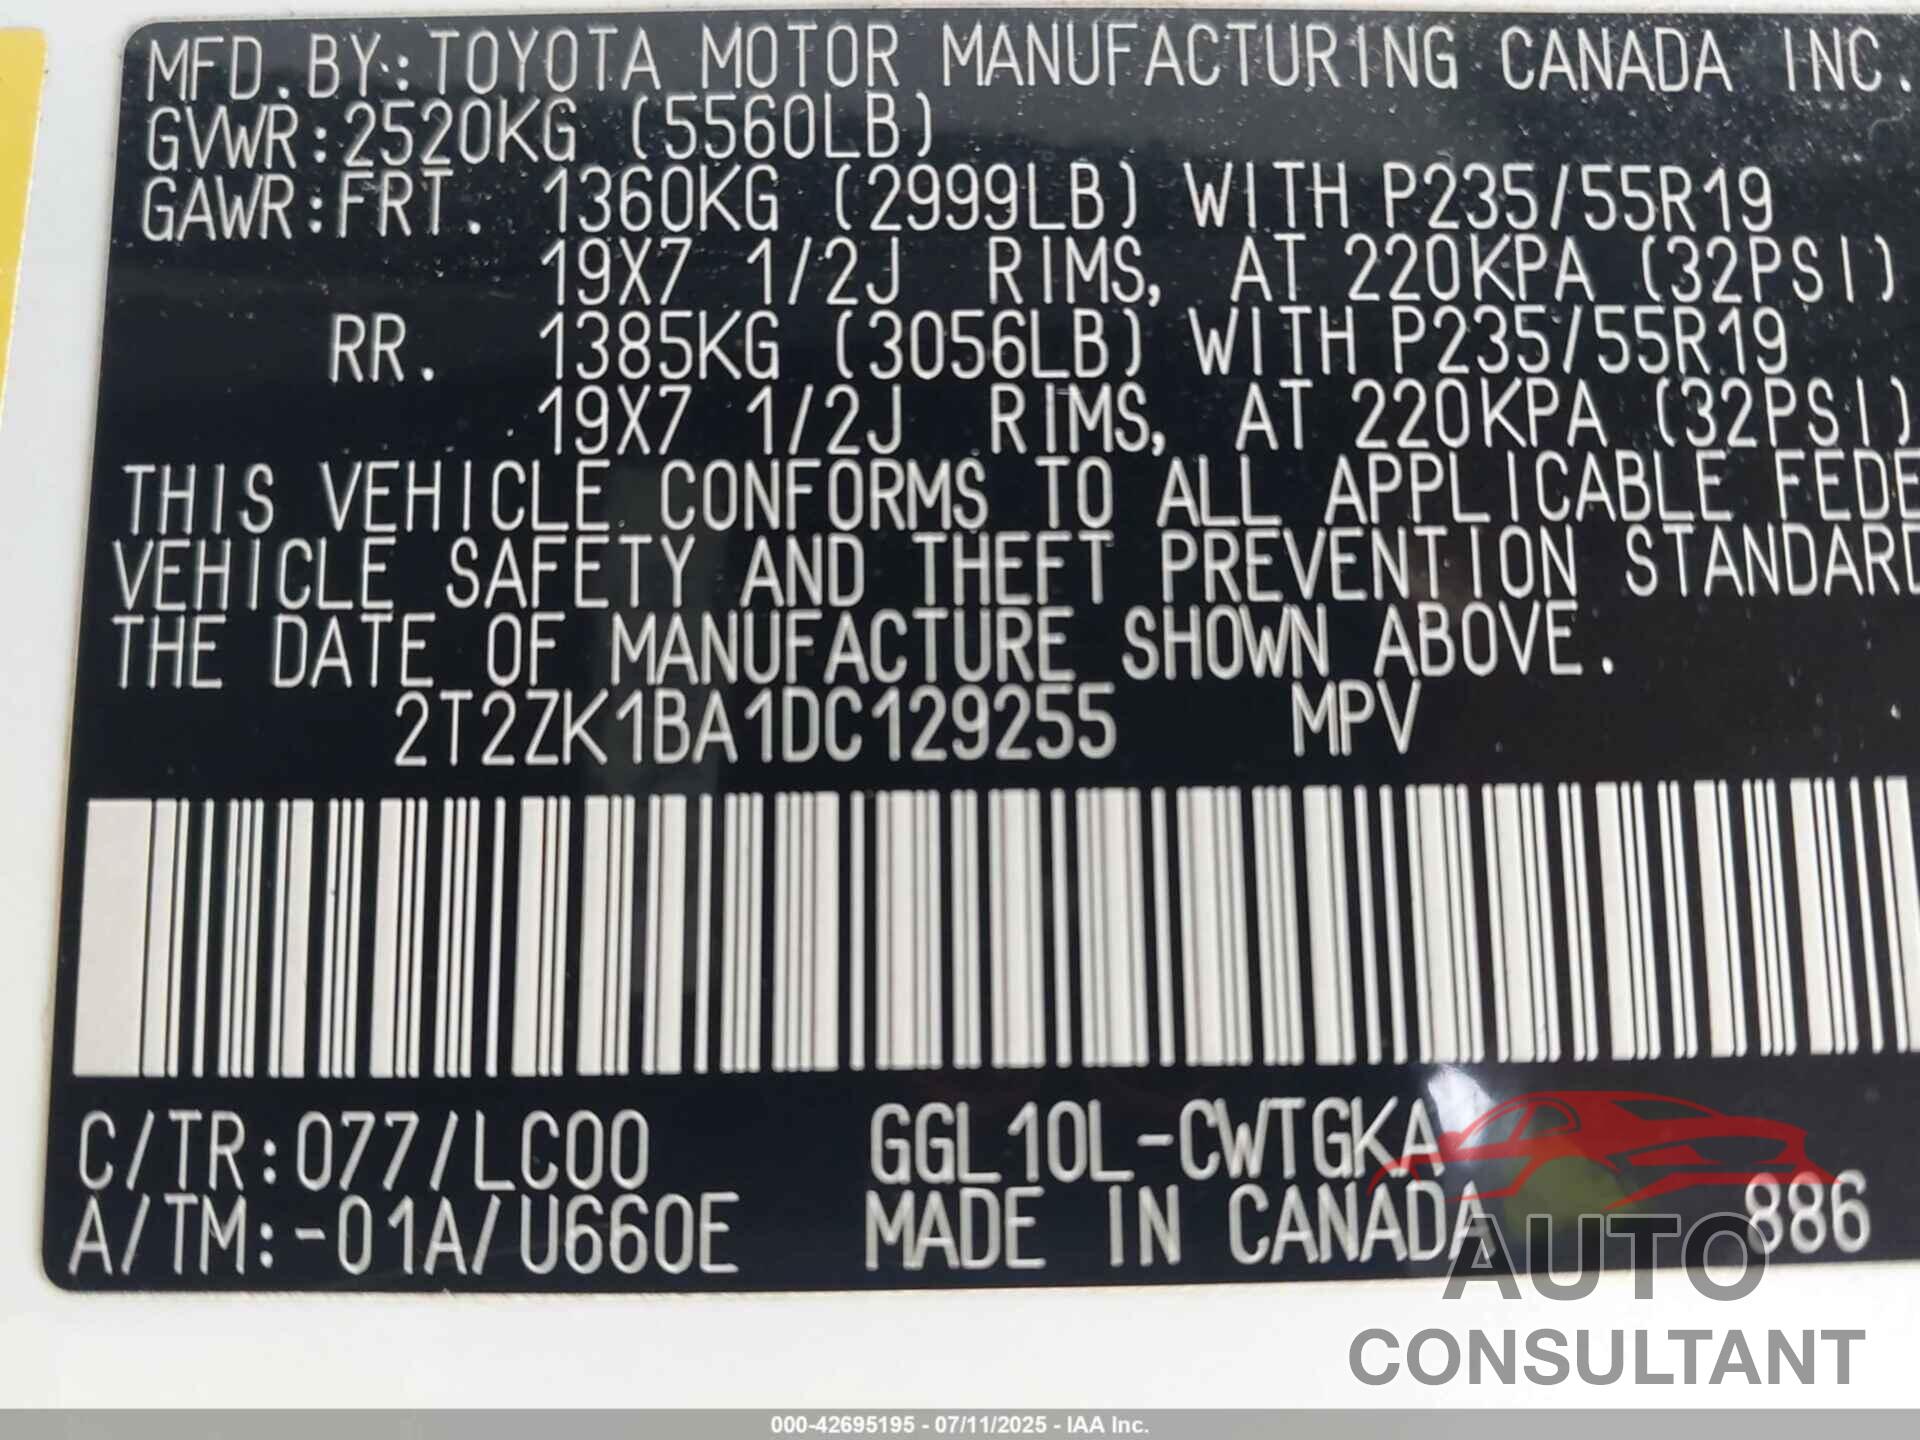 MFD. BY: TOYOTA MOTOR MANUFACTURING CANADA INC.
GVWR: 2520KG (5560LB)
GAWR: FRT. 1360KG (2999LB) WITH P235/55R19
19X7 1/2J RIMS, AT 220KPA (32PSI)
RR. 1385KG (3056LB) WITH P235/55R19
19X7 1/2J RIMS, AT 220KPA (32PSI)
THIS VEHICLE CONFORMS TO ALL APPLICABLE FEDE
VEHICLE SAFETY AND THEFT PREVENTION STANDARD
THE DATE OF MANUFACTURE SHOWN ABOVE.
2T2ZK1BA1DC129255 MPV
C/TR: 077/LC00 GGL10L-CWTGKA
A/TM: -01A/U660E MADE IN CANADA 886
AUTO
CONSULTANT
000-42695195 - 07/11/2025 - IAA Inc.